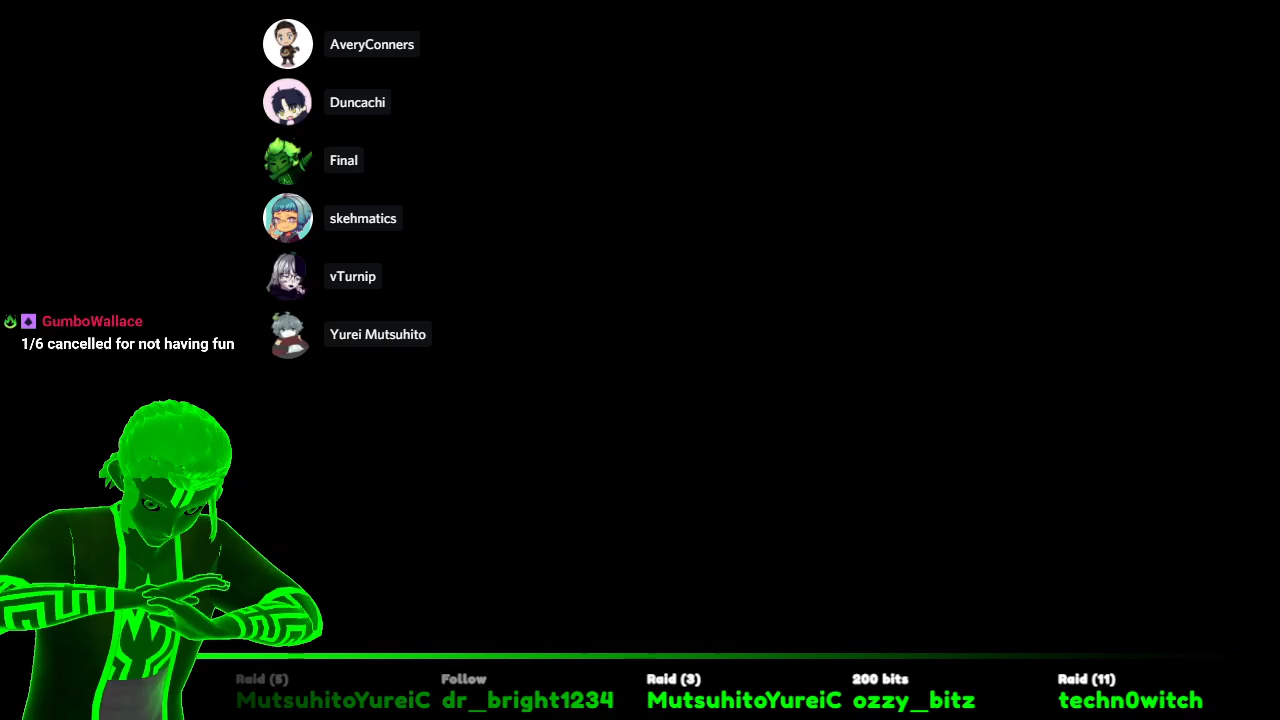 AveryConners
Duncachi
Final
skehmatics
vTurnip
GumboWallace
1/6 cancelled for not having fun
Yurei Mutsuhito
Raid (5)
MutsuhitoYureiC
Follow
dr_bright1234
Raid (3)
MutsuhitoYureiC
200 bits
ozzy_bitz
Raid (11)
techn0witch